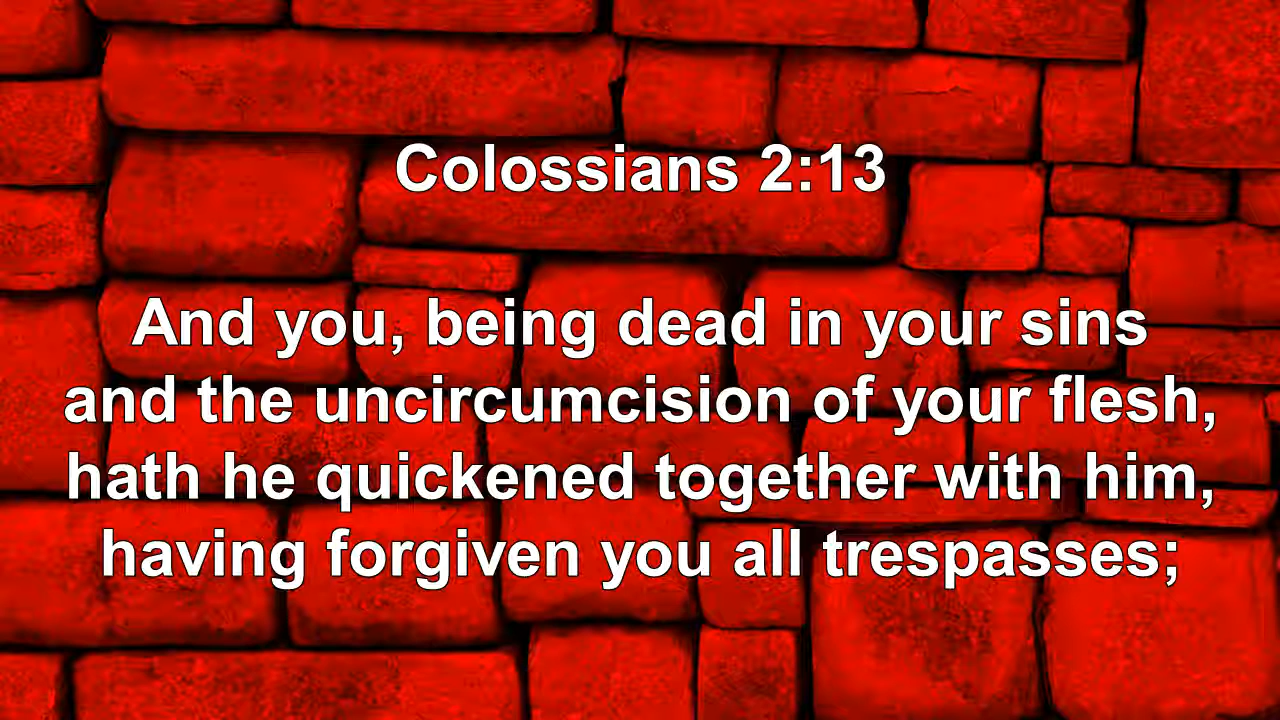 Colossians 2:13
And you, being dead in your sins
and the uncircumcision of your flesh,
hath he quickened together with him,
having forgiven you all trespasses;